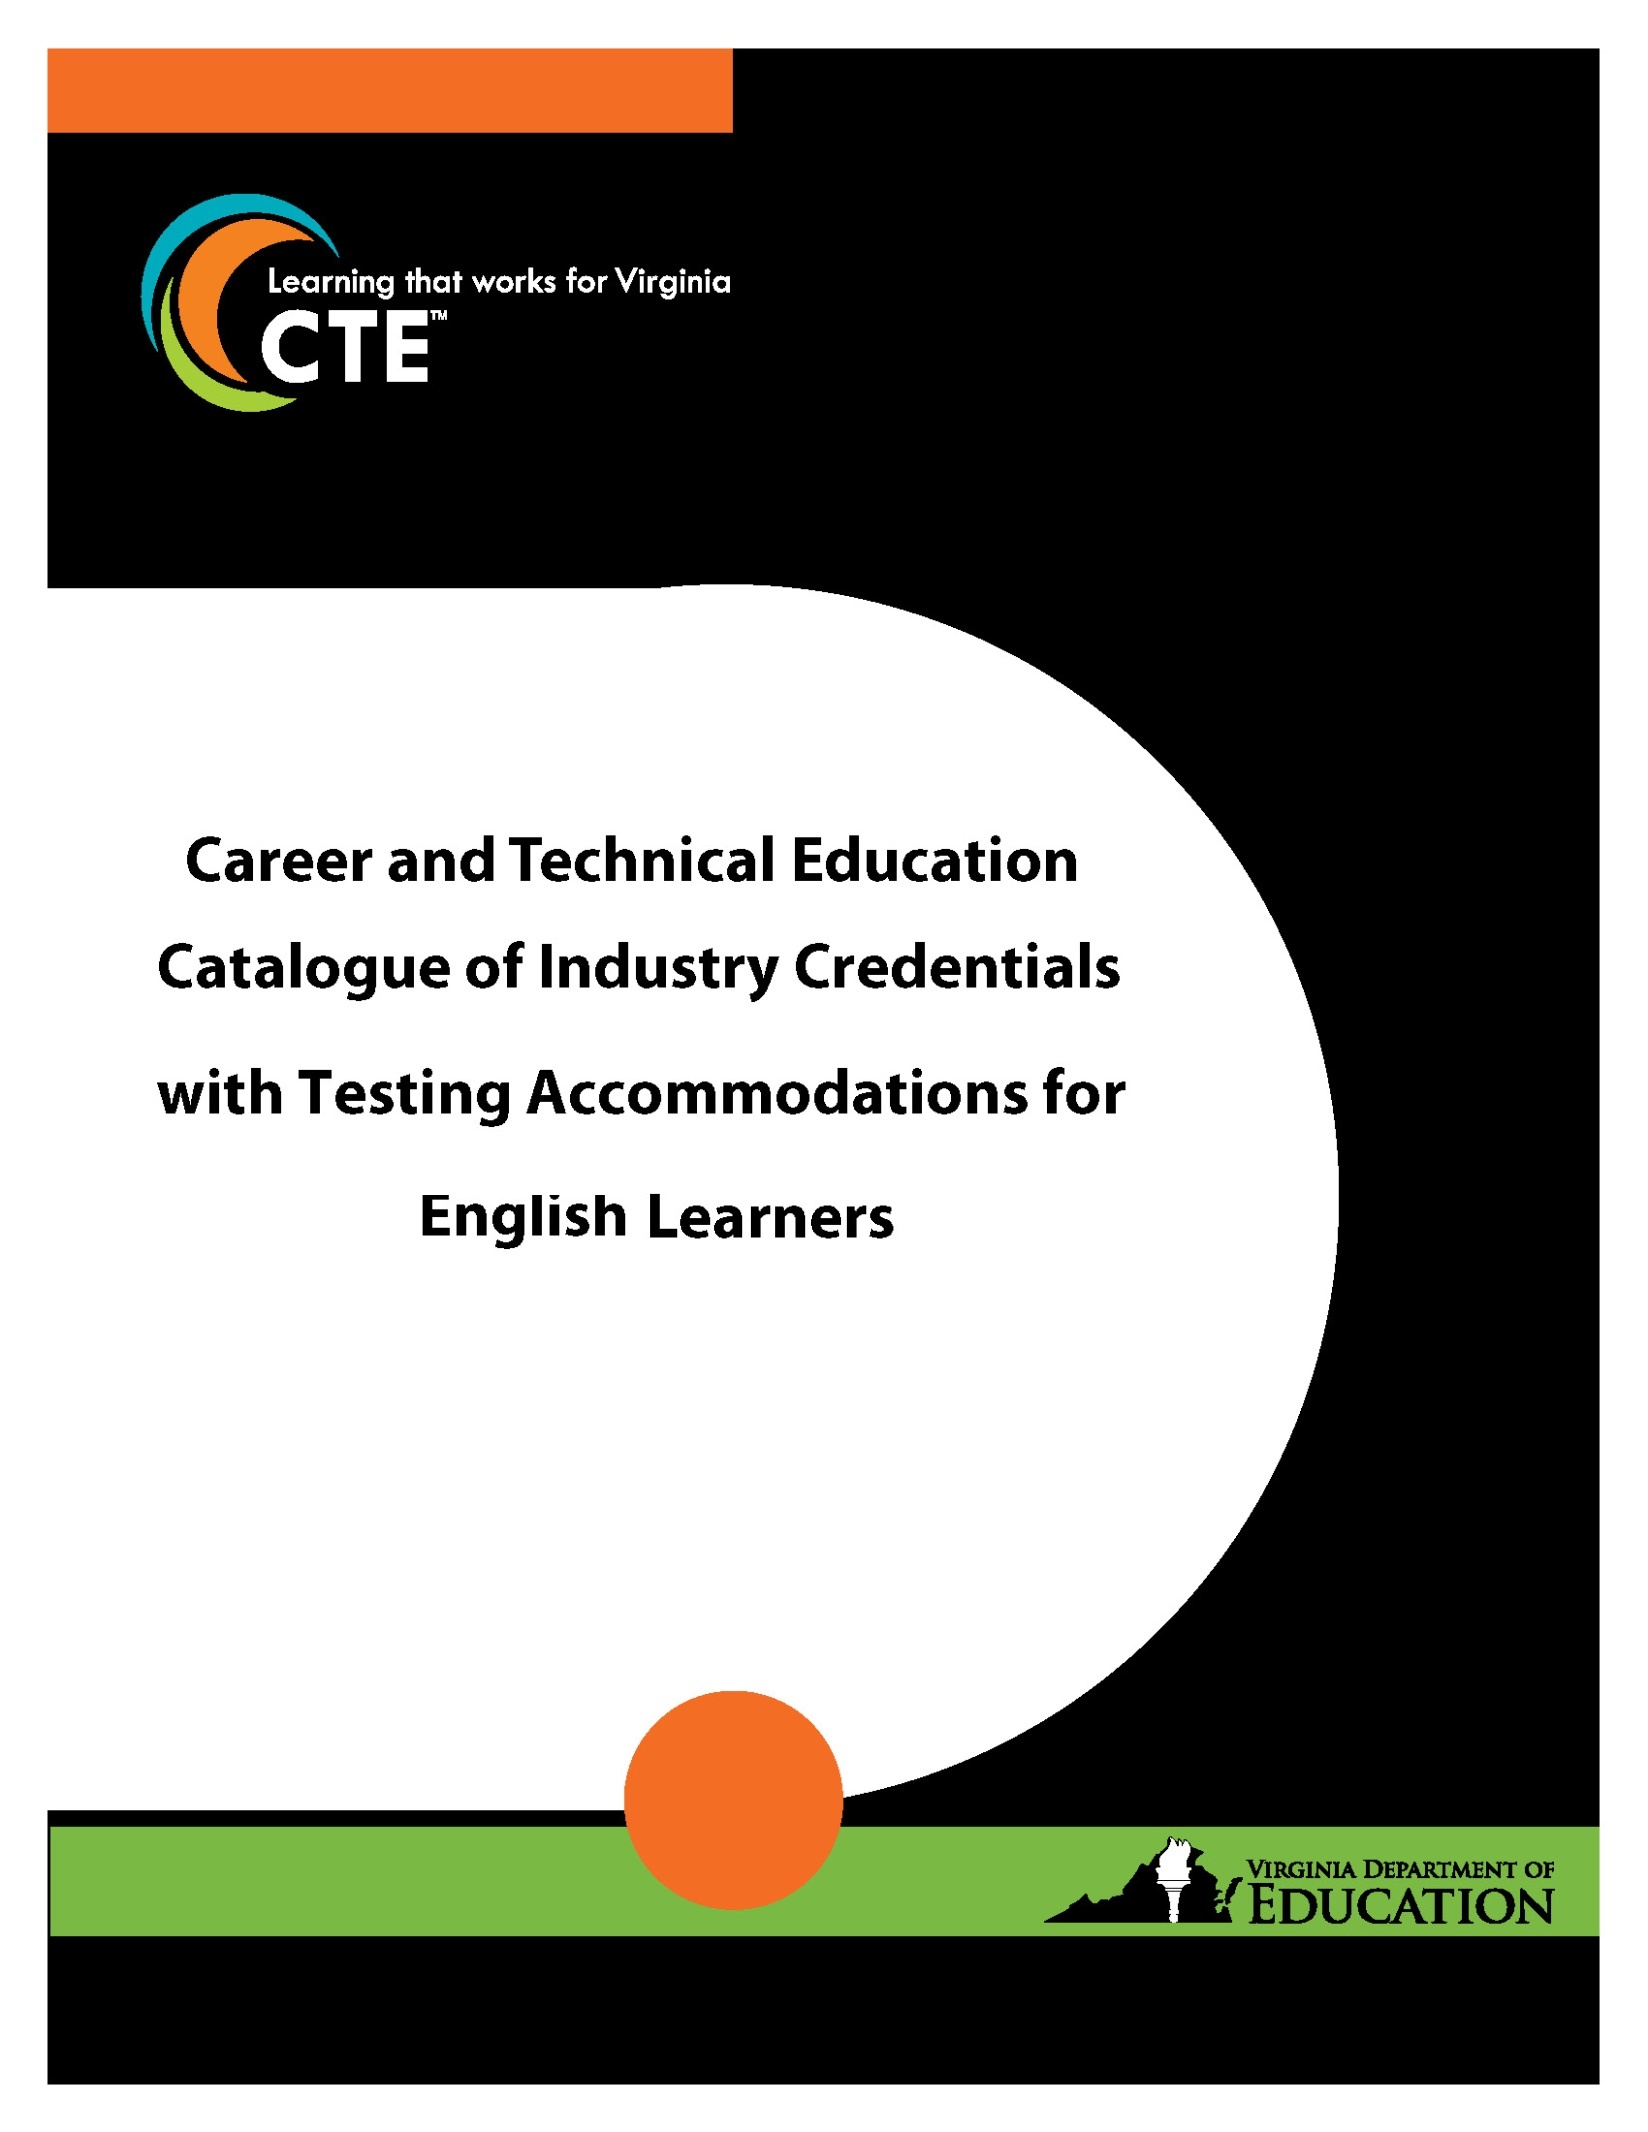 Learning that works for Virginia
CTE™
Career and Technical Education
Catalogue of Industry Credentials
with Testing Accommodations for
English Learners
VIRGINIA DEPARTMENT OF
EDUCATION